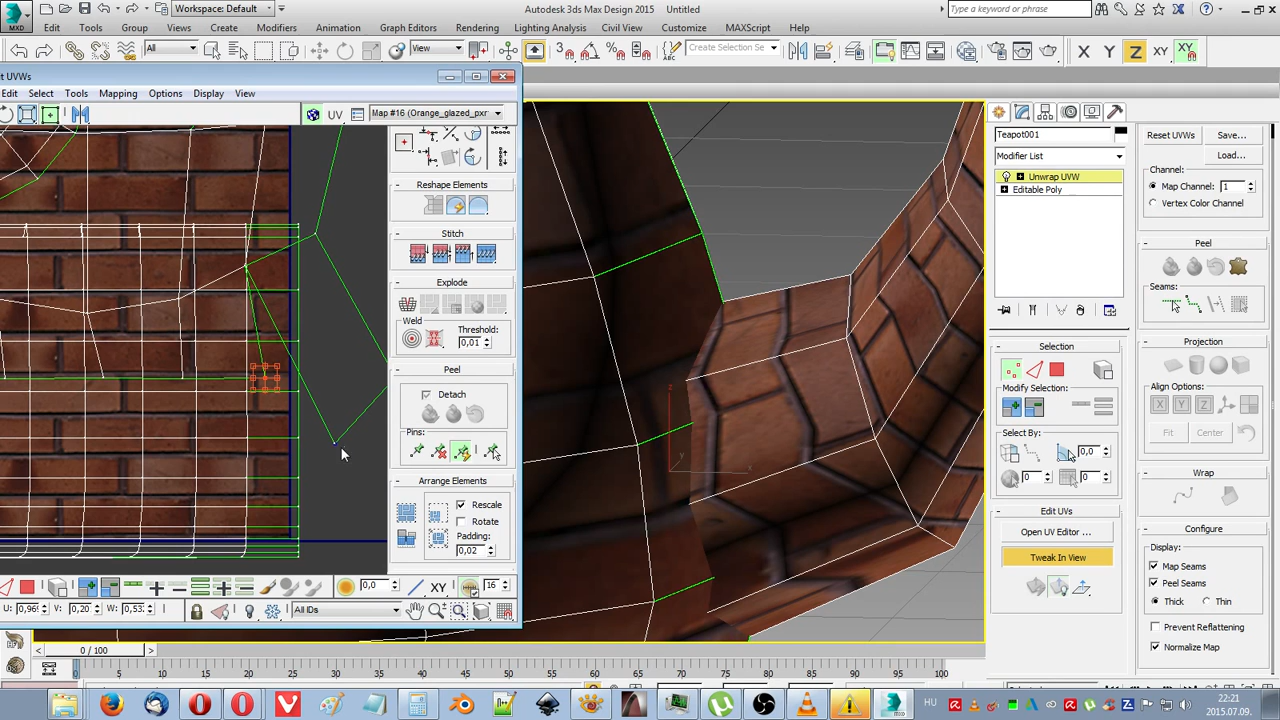 MXD
Workspace: Default
Autodesk 3ds Max Design 2015 Untitled
Type a keyword or phrase
Edit Tools Group Views Create Modifiers Animation Graph Editors Rendering Lighting Analysis Civil View Customize MAXScript Help
All
View
Create Selection Se
X Y Z XY XY
Edit UVWs
File Edit Select Tools Mapping Options Display View
UV
Map #16 (Orange_glazed_pxr
Reshape Elements
Stitch
Explode
Weld
Threshold:
0,01
Peel
Detach
Pins:
Arrange Elements
Rescale
Rotate
Padding:
0,02
0,0
XY
16
U: 0,96
V: 0,20
W: 0,53
All IDs
z
y
x
Teapot001
Modifier List
Unwrap UVW
Editable Poly
Selection
Modify Selection:
Select By:
0,0
0
0
Edit UVs
Open UV Editor ...
Tweak In View
Reset UVWs
Save...
Load...
Channel:
Map Channel: 1
Vertex Color Channel
Peel
Seams:
Projection
Align Options:
X Y Z
Fit
Center
Wrap
Configure
Display:
Map Seams
Peel Seams
Thick
Thin
Prevent Reflattening
Normalize Map
0 / 100
0 5 10 15 20 25 30 35 40 45 50 55 60 65 70 75 80 85 90 95 100
HU
22:21
2015.07.09.